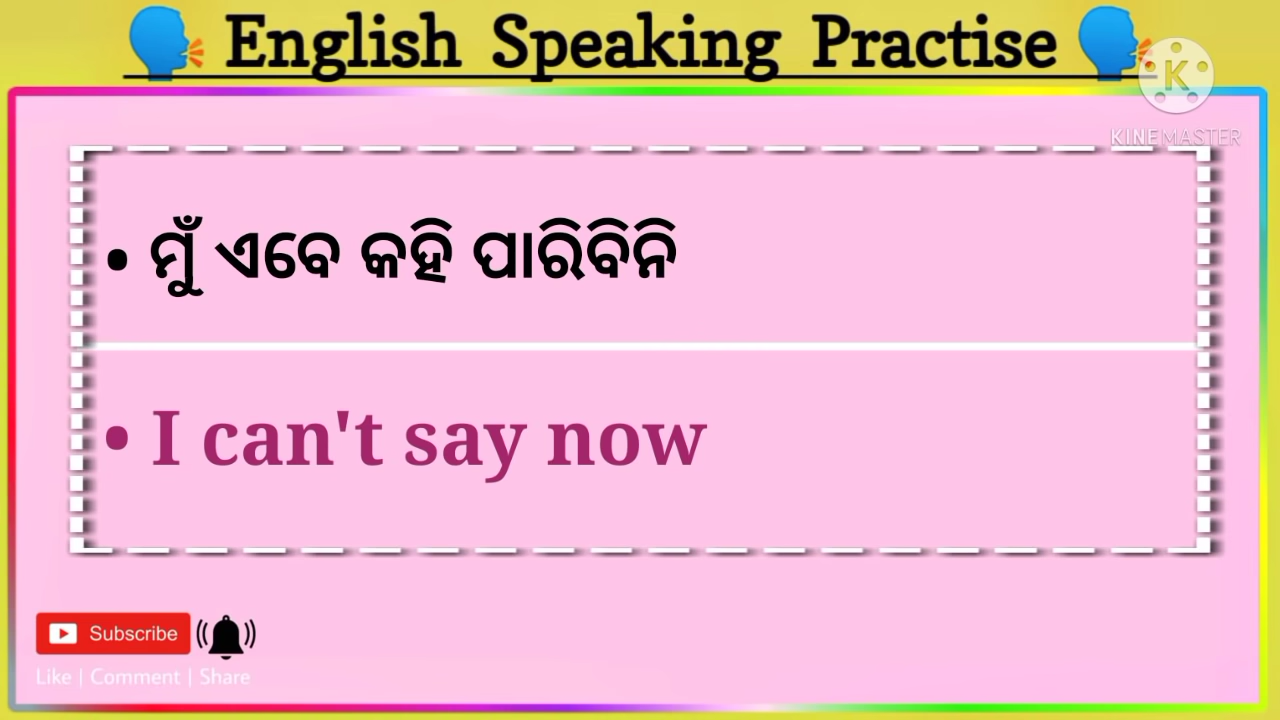 English Speaking Practise
KINEMASTER
• ମୁଁ ଏବେ କହି ପାରିବିନି
• I can't say now
Subscribe
Like | Comment | Share